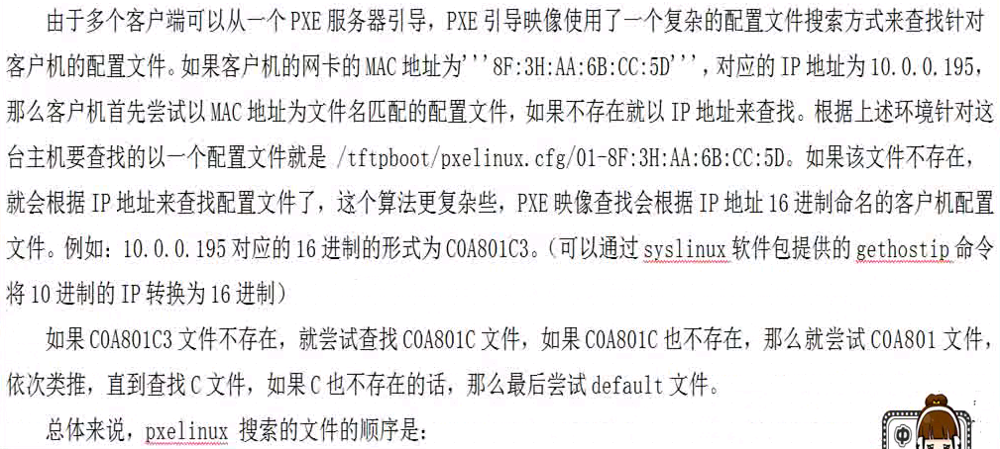 由于多个客户端可以从一个 PXE 服务器引导，PXE 引导映像使用了一个复杂的配置文件搜索方式来查找针对
客户机的配置文件。如果客户机的网卡的 MAC 地址为'''8F:3H:AA:6B:CC:5D'''，对应的 IP 地址为 10.0.0.195，
那么客户机首先尝试以 MAC 地址为文件名匹配的配置文件，如果不存在就以 IP 地址来查找。根据上述环境针对这
台主机要查找的以一个配置文件就是 /tftpboot/pxelinux.cfg/01-8F:3H:AA:6B:CC:5D。如果该文件不存在，
就会根据 IP 地址来查找配置文件了，这个算法更复杂些，PXE 映像查找会根据 IP 地址 16 进制命名的客户机配置
文件。例如：10.0.0.195 对应的 16 进制的形式为 C0A801C3。（可以通过 syslinux 软件包提供的 gethostip 命令
将 10 进制的 IP 转换为 16 进制）
如果 C0A801C3 文件不存在，就尝试查找 C0A801C 文件，如果 C0A801C 也不存在，那么就尝试 C0A801 文件，
依次类推，直到查找 C 文件，如果 C 也不存在的话，那么最后尝试 default 文件。
总体来说，pxelinux 搜索的文件的顺序是：
中